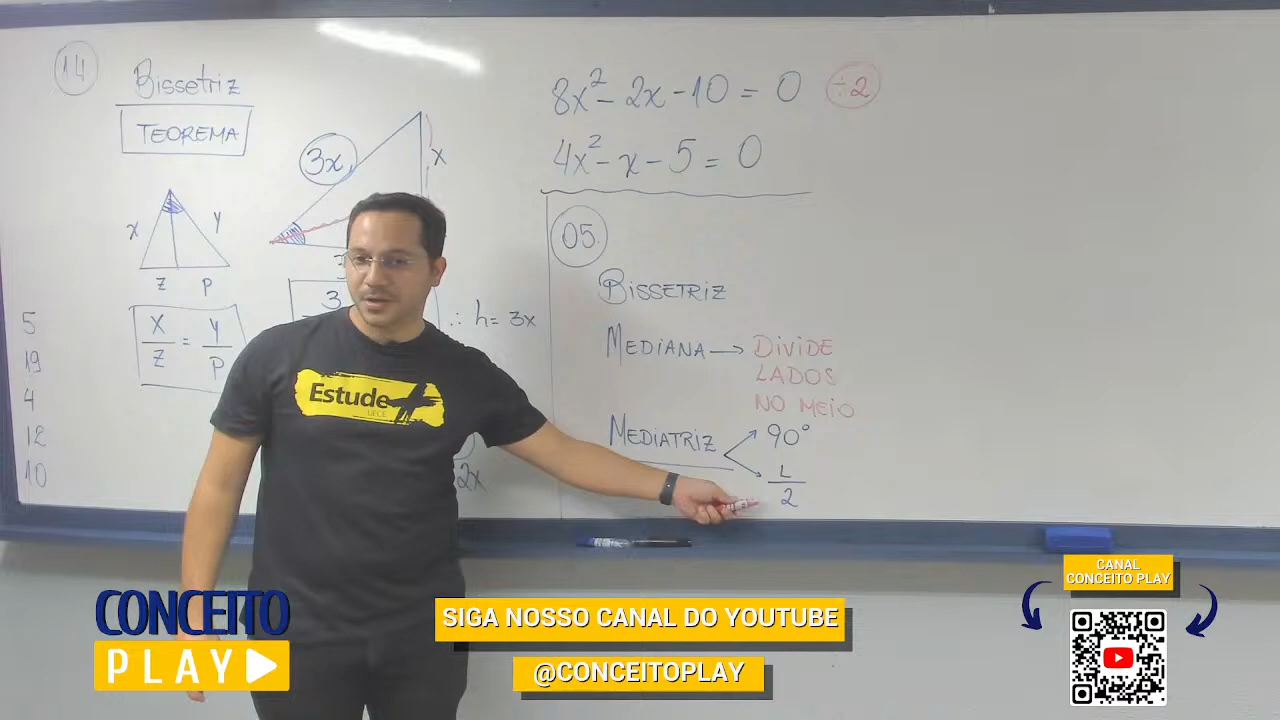 14
Bissetriz
TEOREMA
3x
x
x
y
z
p
x/z = y/p
3
∴ h = 3x
2x
5
19
4
12
10
8x² - 2x - 10 = 0 ÷2
4x² - x - 5 = 0
05
BISSETRIZ
MEDIANA → DIVIDE
LADOS
NO MEIO
MEDIATRIZ
90°
L/2
Estude
UECE
CONCEITO
PLAY
SIGA NOSSO CANAL DO YOUTUBE
@CONCEITOPLAY
CANAL
CONCEITO PLAY